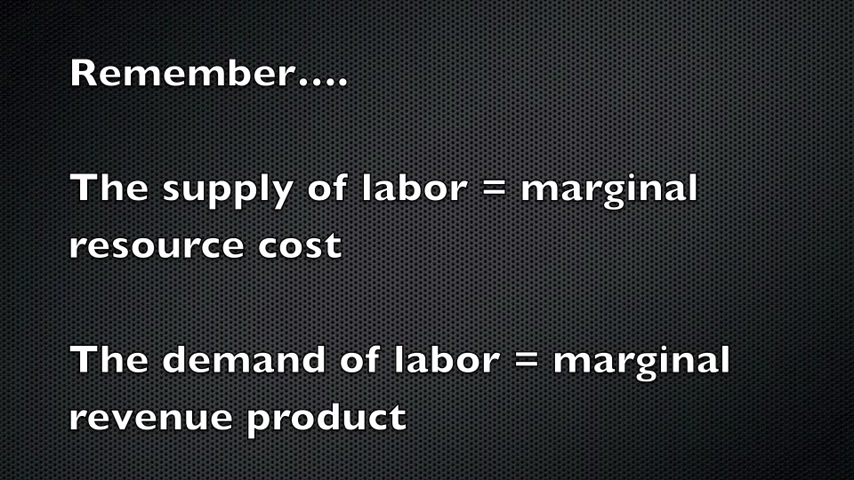 Remember....
The supply of labor = marginal
resource cost
The demand of labor = marginal
revenue product